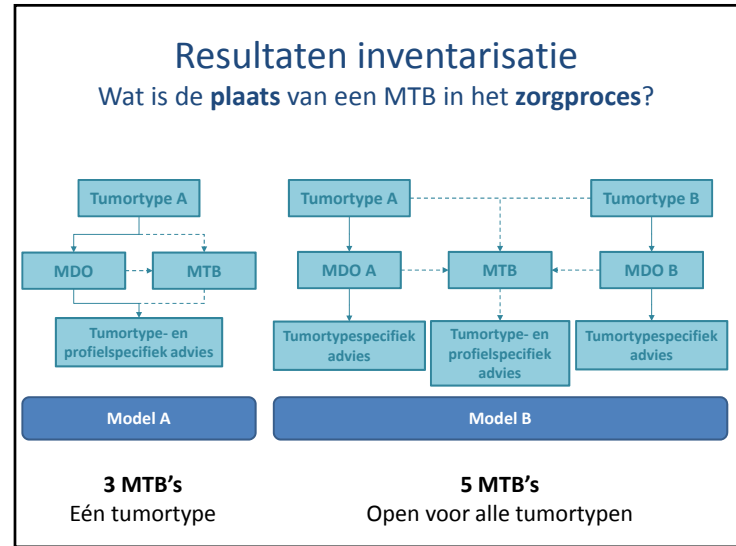 Resultaten inventarisatie
Wat is de plaats van een MTB in het zorgproces?
Tumortype A
MDO
MTB
Tumortype- en
profielspecifiek advies
Model A
3 MTB's
Eén tumortype
Tumortype A
Tumortype B
MDO A
MTB
MDO B
Tumortypespecifiek
advies
Tumortype- en
profielspecifiek
advies
Tumortypespecifiek
advies
Model B
5 MTB's
Open voor alle tumortypen